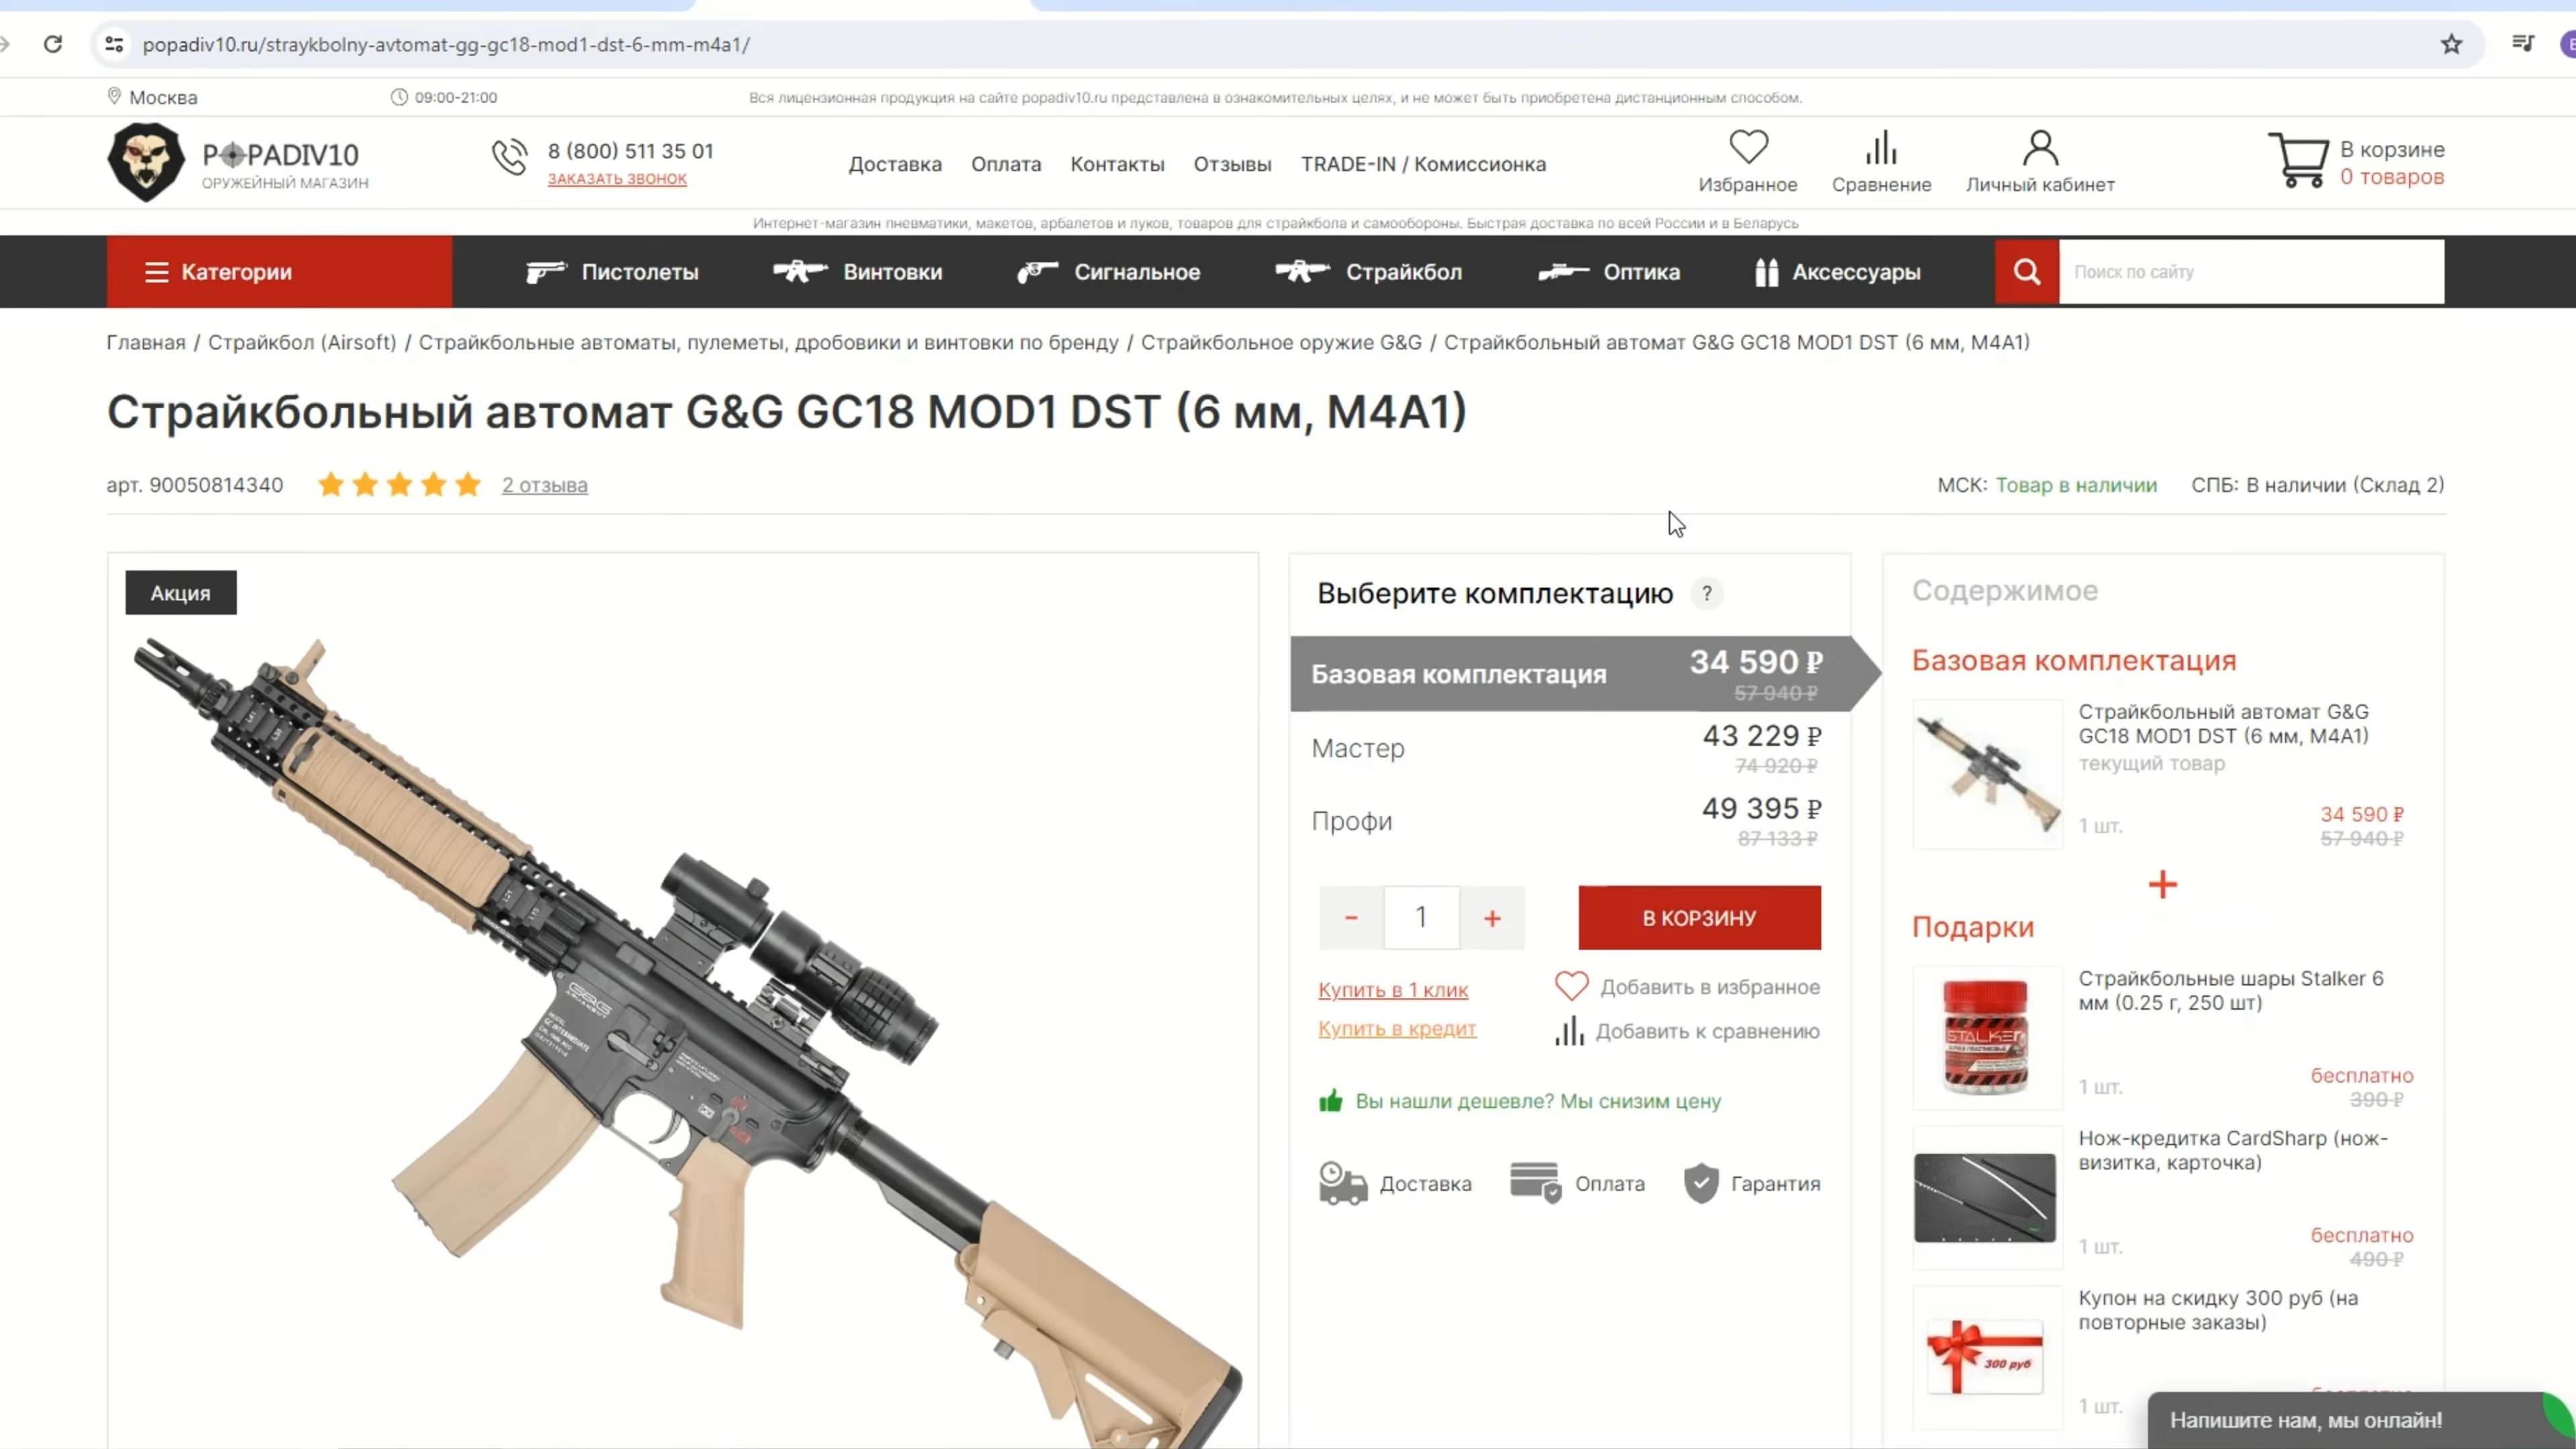 popadiv10.ru/straykbolny-avtomat-gg-gc18-mod1-dst-6-mm-m4a1/
Москва
09:00-21:00
Вся лицензионная продукция на сайте popadiv10.ru представлена в ознакомительных целях, и не может быть приобретена дистанционным способом.
POPADIV10
ОРУЖЕЙНЫЙ МАГАЗИН
8 (800) 511 35 01
ЗАКАЗАТЬ ЗВОНОК
Доставка Оплата Контакты Отзывы TRADE-IN / Комиссионка
Избранное Сравнение Личный кабинет
В корзине
0 товаров
Интернет-магазин пневматики, макетов, арбалетов и луков, товаров для страйкбола и самообороны. Быстрая доставка по всей России и в Беларусь
Категории Пистолеты Винтовки Сигнальное Страйкбол Оптика Аксессуары Поиск по сайту
Главная / Страйкбол (Airsoft) / Страйкбольные автоматы, пулеметы, дробовики и винтовки по бренду / Страйкбольное оружие G&G / Страйкбольный автомат G&G GC18 MOD1 DST (6 мм, M4A1)
Страйкбольный автомат G&G GC18 MOD1 DST (6 мм, M4A1)
арт. 90050814340
2 отзыва
МСК: Товар в наличии СПБ: В наличии (Склад 2)
Акция
Выберите комплектацию ?
Базовая комплектация 34 590 ₽
57 940 ₽
Мастер 43 229 ₽
74 920 ₽
Профи 49 395 ₽
87 133 ₽
- 1 +
В КОРЗИНУ
Купить в 1 клик
Добавить в избранное
Купить в кредит
Добавить к сравнению
Вы нашли дешевле? Мы снизим цену
Доставка Оплата Гарантия
Содержимое
Базовая комплектация
Страйкбольный автомат G&G
GC18 MOD1 DST (6 мм, M4A1)
текущий товар
1 шт.
34 590 ₽
57 940 ₽
+
Подарки
Страйкбольные шары Stalker 6
мм (0.25 г, 250 шт)
STALKER
1 шт.
бесплатно
390 ₽
Нож-кредитка CardSharp (нож-
визитка, карточка)
1 шт.
бесплатно
490 ₽
Купон на скидку 300 руб (на
повторные заказы)
300 руб
1 шт.
Напишите нам, мы онлайн!